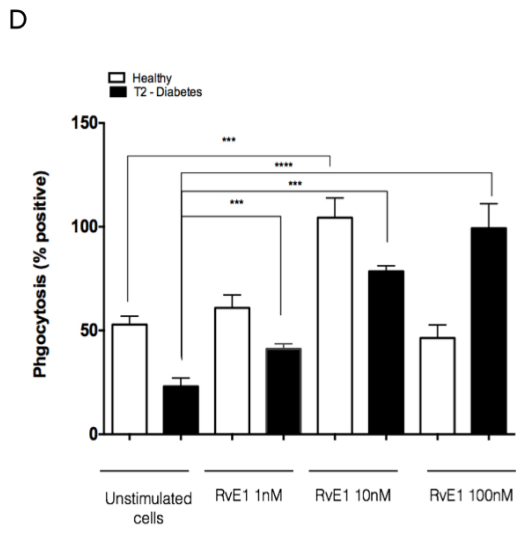 D
Healthy
T2 - Diabetes
150
***
****
***
***
100
50
0
Phgocytosis (% positive)
Unstimulated
cells
RvE1 1nM
RvE1 10nM
RvE1 100nM